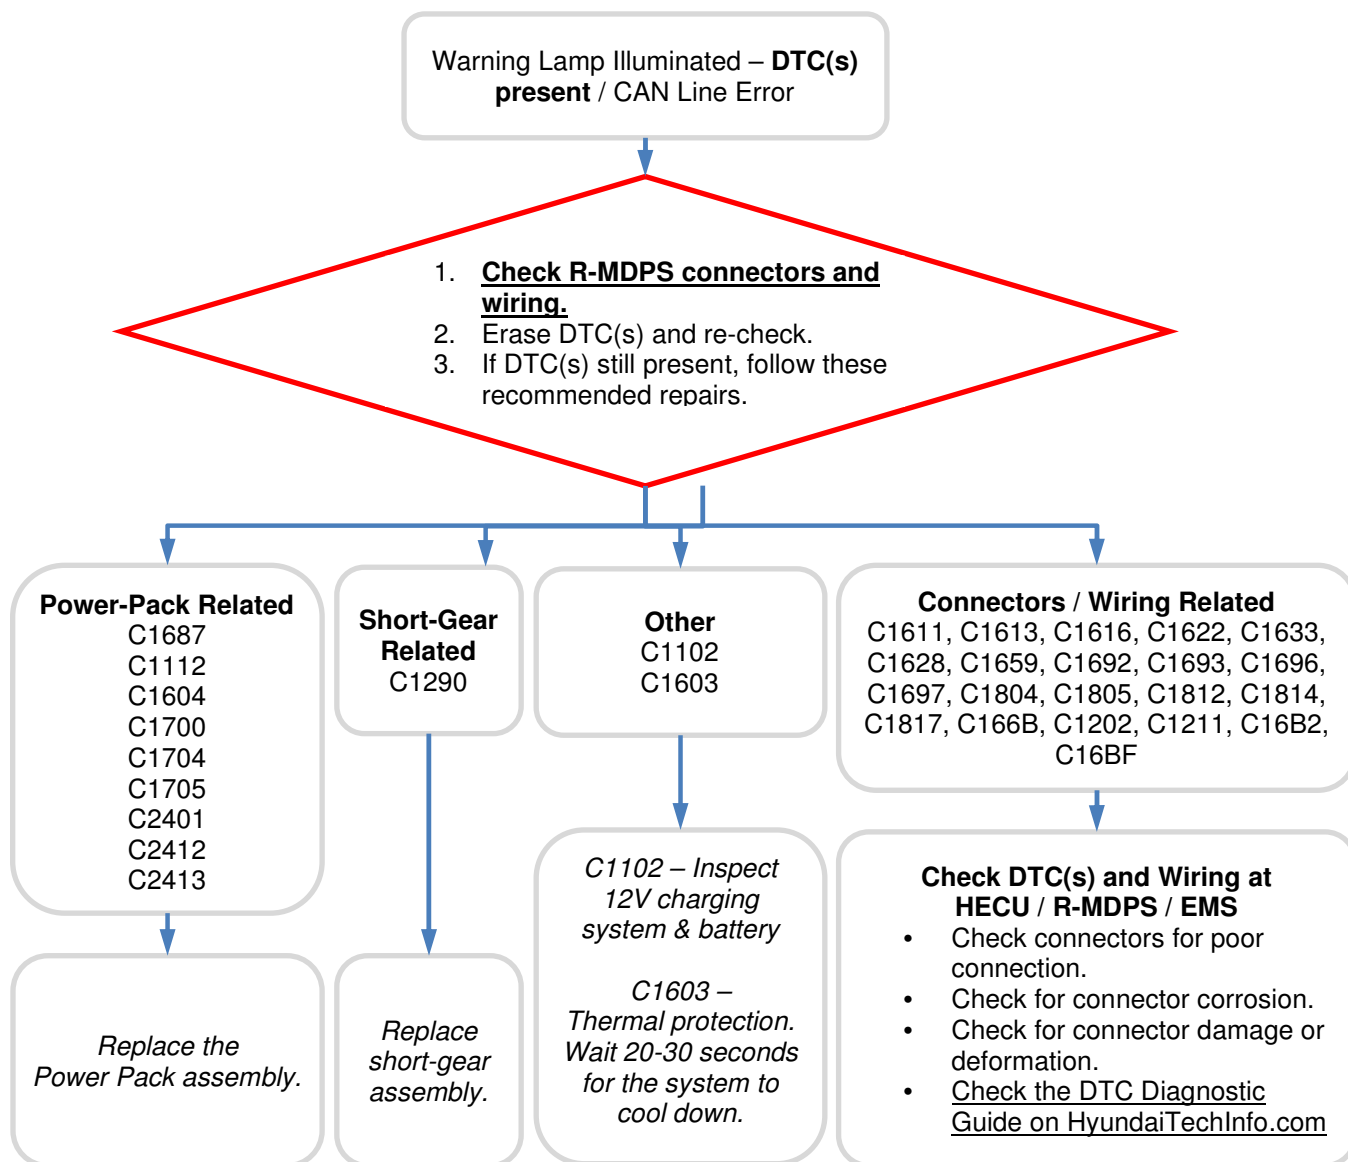 Warning Lamp Illuminated – DTC(s)
present / CAN Line Error
1. Check R-MDPS connectors and
wiring.
2. Erase DTC(s) and re-check.
3. If DTC(s) still present, follow these
recommended repairs.
Power-Pack Related
C1687
C1112
C1604
C1700
C1704
C1705
C2401
C2412
C2413
Short-Gear
Related
C1290
Other
C1102
C1603
Connectors / Wiring Related
C1611, C1613, C1616, C1622, C1633,
C1628, C1659, C1692, C1693, C1696,
C1697, C1804, C1805, C1812, C1814,
C1817, C166B, C1202, C1211, C16B2,
C16BF
Replace the
Power Pack assembly.
Replace
short-gear
assembly.
C1102 – Inspect
12V charging
system & battery
C1603 –
Thermal protection.
Wait 20-30 seconds
for the system to
cool down.
Check DTC(s) and Wiring at
HECU / R-MDPS / EMS
• Check connectors for poor
connection.
• Check for connector corrosion.
• Check for connector damage or
deformation.
• Check the DTC Diagnostic
Guide on HyundaiTechInfo.com